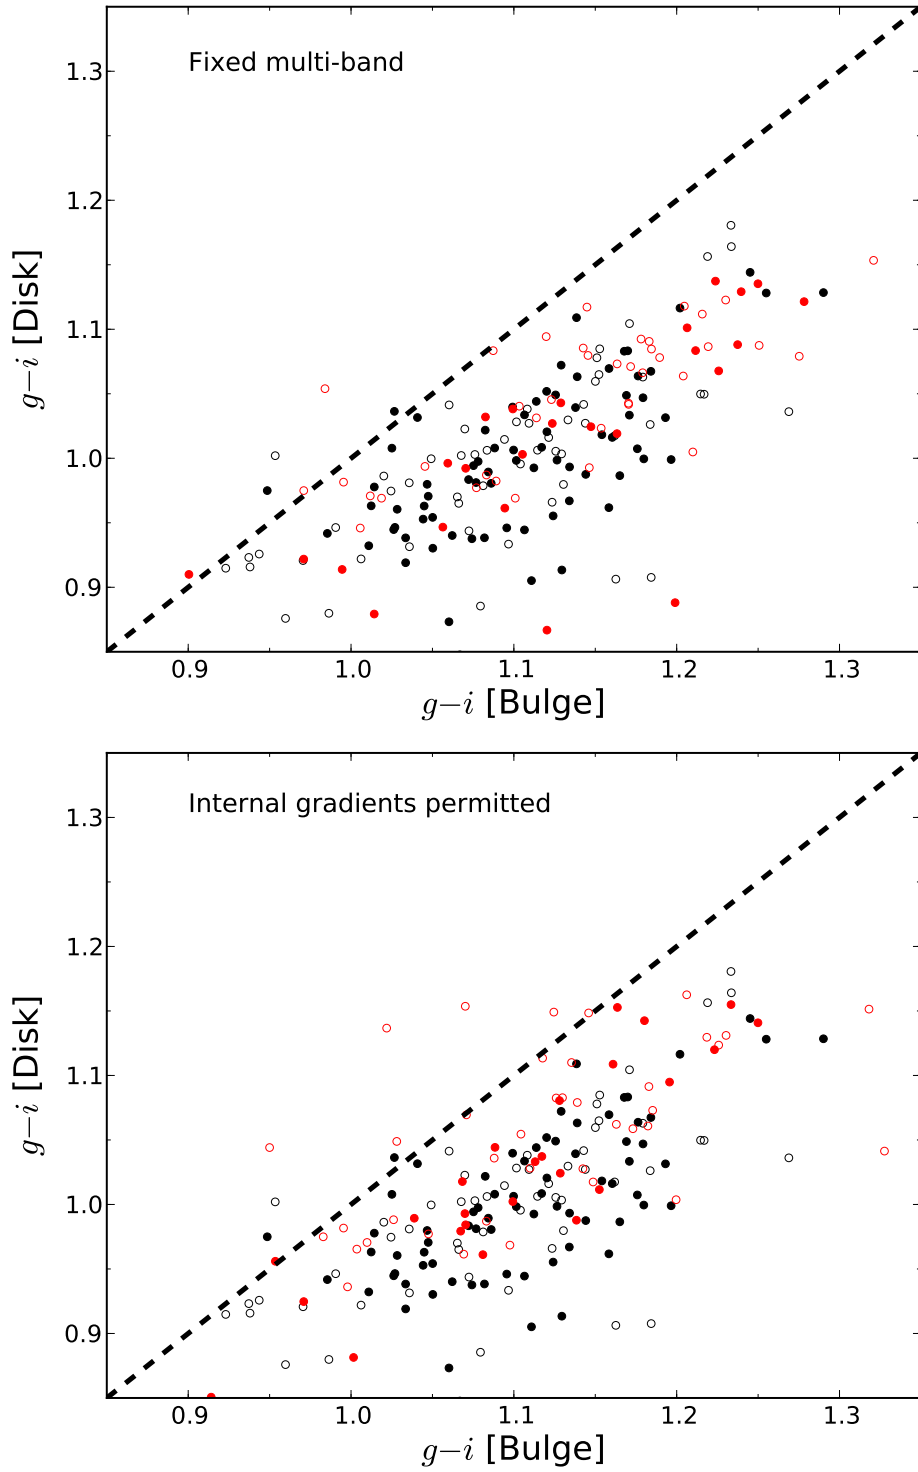 Fixed multi-band
1.3
1.2
1.1
1.0
0.9
g−i [Disk]
0.9 1.0 1.1 1.2 1.3
g−i [Bulge]
Internal gradients permitted
1.3
1.2
1.1
1.0
0.9
g−i [Disk]
0.9 1.0 1.1 1.2 1.3
g−i [Bulge]